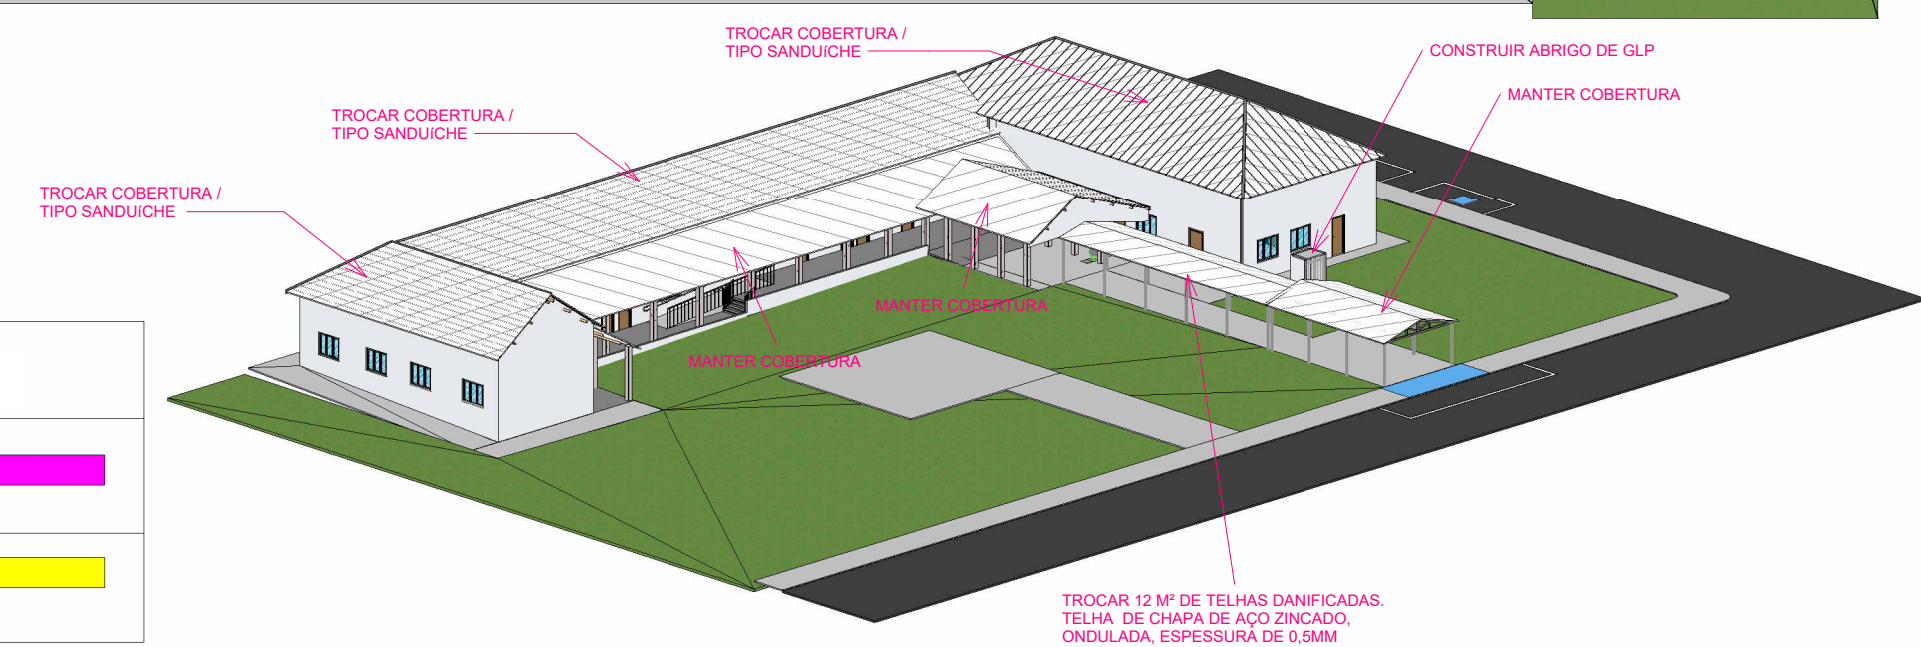 TROCAR COBERTURA /
TIPO SANDUÍCHE
CONSTRUIR ABRIGO DE GLP
MANTER COBERTURA
TROCAR COBERTURA /
TIPO SANDUÍCHE
TROCAR COBERTURA /
TIPO SANDUÍCHE
MANTER COBERTURA
MANTER COBERTURA
TROCAR 12 M² DE TELHAS DANIFICADAS.
TELHA DE CHAPA DE AÇO ZINCADO,
ONDULADA, ESPESSURA DE 0,5MM